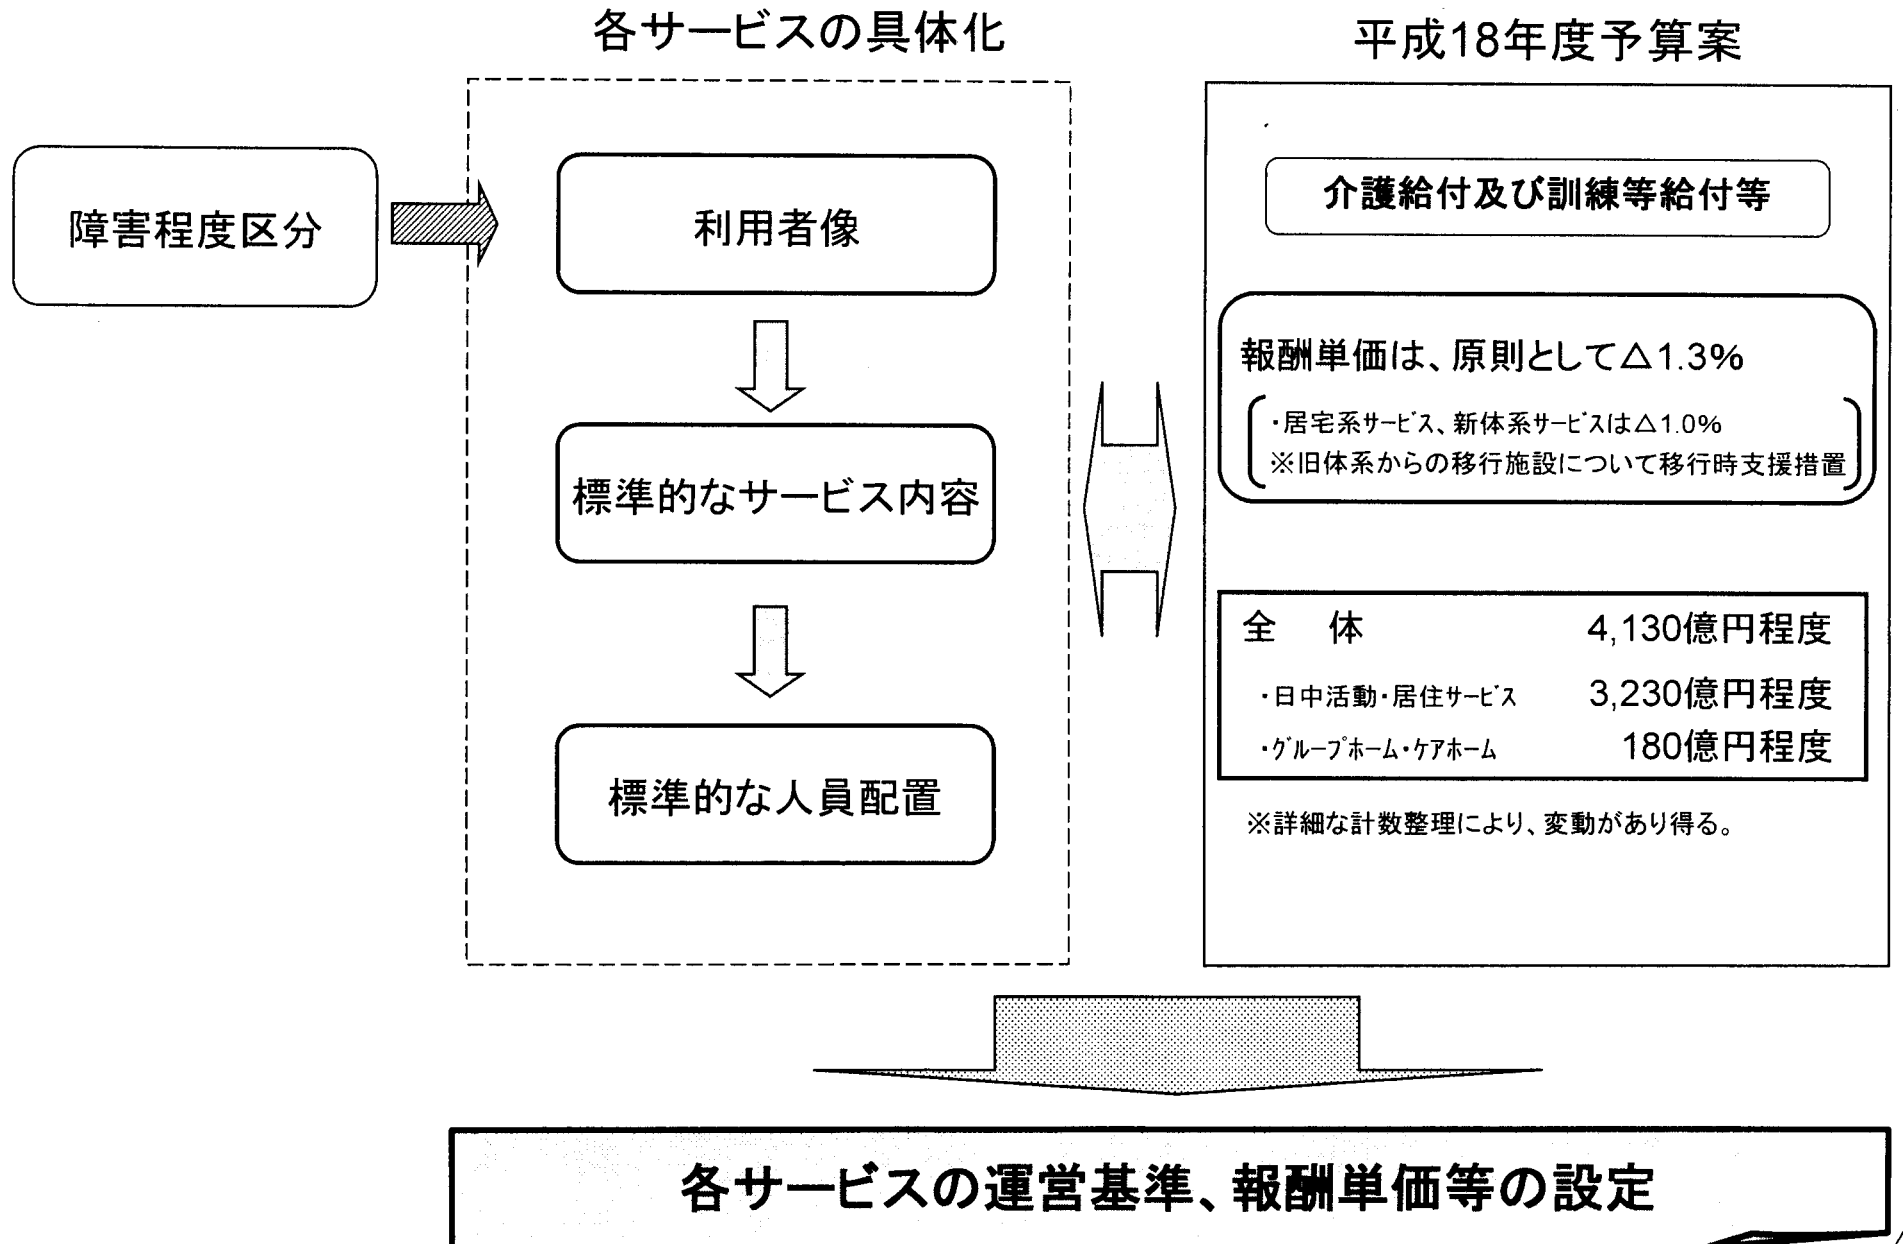 各サービスの具体化
障害程度区分
利用者像
標準的なサービス内容
標準的な人員配置
平成18年度予算案
介護給付及び訓練等給付等
報酬単価は、原則として△1.3%
・居宅系ｻｰﾋﾞｽ、新体系ｻｰﾋﾞｽは△1.0%
※旧体系からの移行施設について移行時支援措置
全　体　4,130億円程度
・日中活動・居住ｻｰﾋﾞｽ　3,230億円程度
・ｸﾞﾙｰﾌﾟﾎｰﾑ・ｹｱﾎｰﾑ　180億円程度
※詳細な計数整理により、変動があり得る。
各サービスの運営基準、報酬単価等の設定